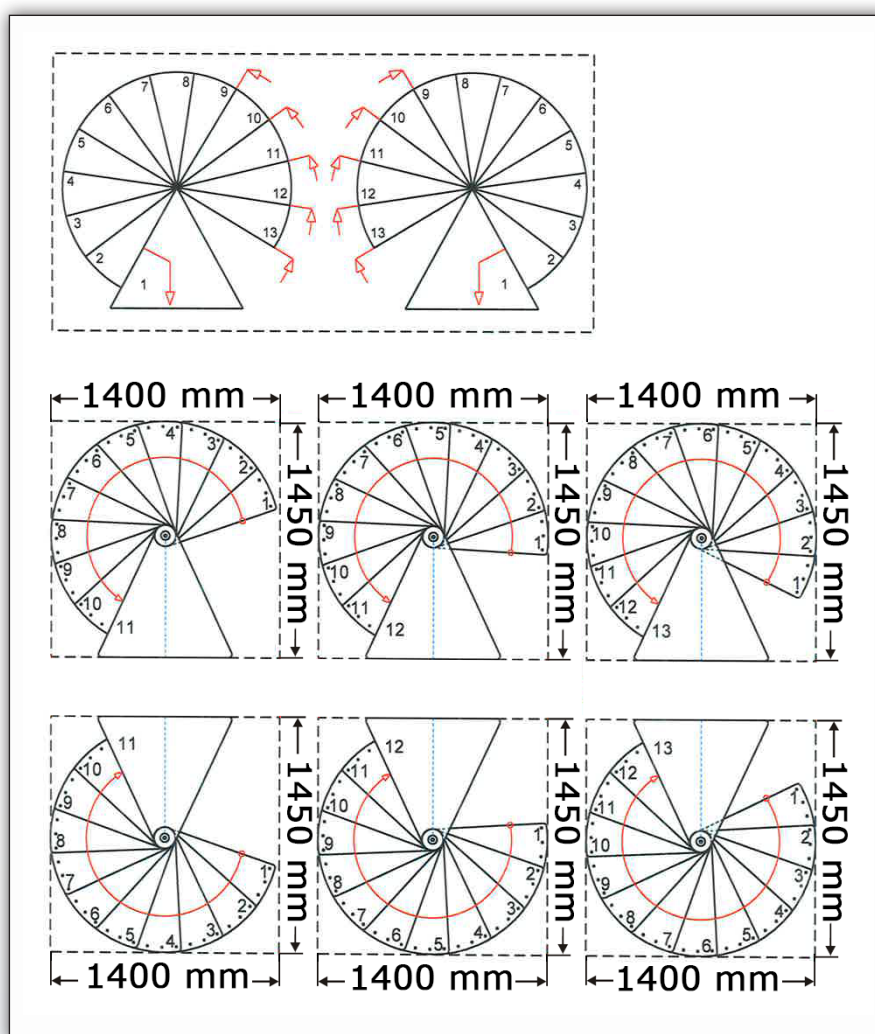 8 8
7 9 9 7
6 10 10 6
5 11 11 5
4 12 12 4
3 13 13 3
2 2
1 1
1400 mm 1400 mm 1400 mm
1 2 3 4 5 6 7 8 9 10 11
1450 mm
1 2 3 4 5 6 7 8 9 10 11 12
1450 mm
1 2 3 4 5 6 7 8 9 10 11 12 13
1450 mm
11 10 9 8 7 6 5 4 3 2 1
1450 mm
12 11 10 9 8 7 6 5 4 3 2 1
1450 mm
13 12 11 10 9 8 7 6 5 4 3 2 1
1450 mm
1400 mm 1400 mm 1400 mm